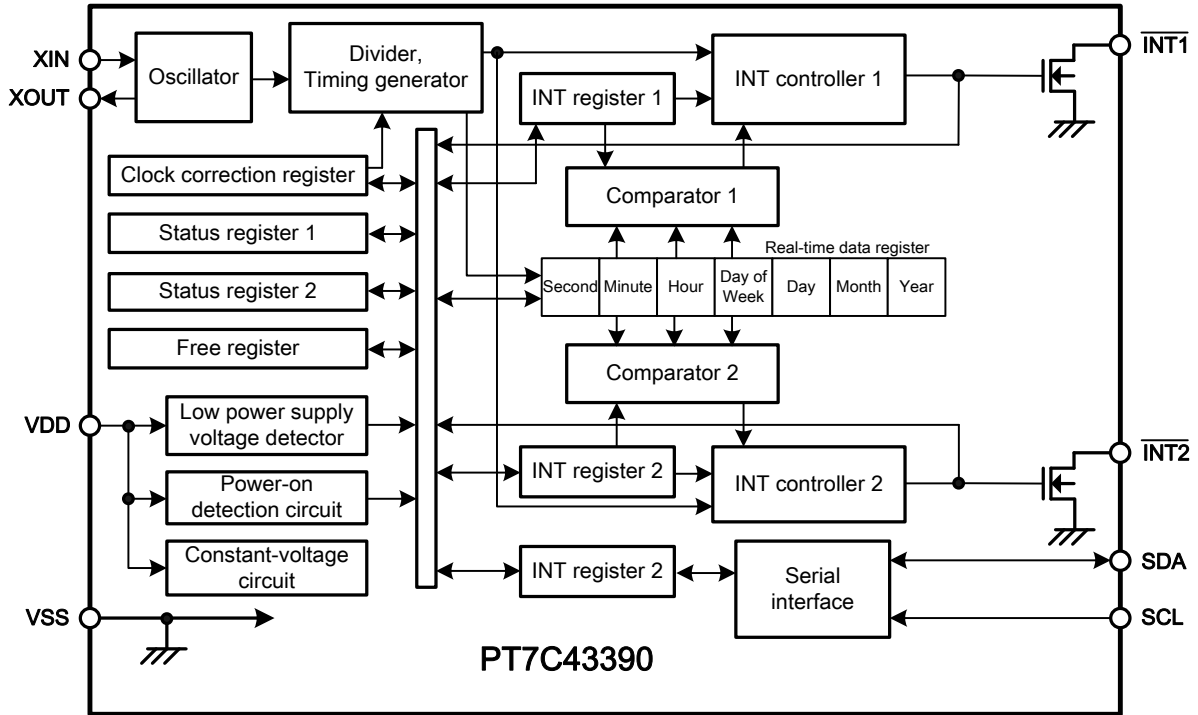 XIN
XOUT
Oscillator
Divider,
Timing generator
INT register 1
INT controller 1
INT1
Clock correction register
Comparator 1
Status register 1
Real-time data register
Second
Minute
Hour
Day of
Week
Day
Month
Year
Status register 2
Free register
Comparator 2
VDD
Low power supply
voltage detector
INT register 2
INT controller 2
INT2
Power-on
detection circuit
Constant-voltage
circuit
INT register 2
Serial
interface
SDA
SCL
VSS
PT7C43390